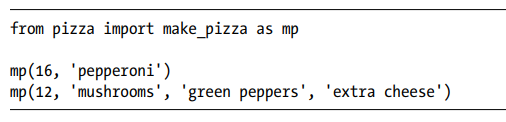 from pizza import make_pizza as mp
mp(16, 'pepperoni')
mp(12, 'mushrooms', 'green peppers', 'extra cheese')